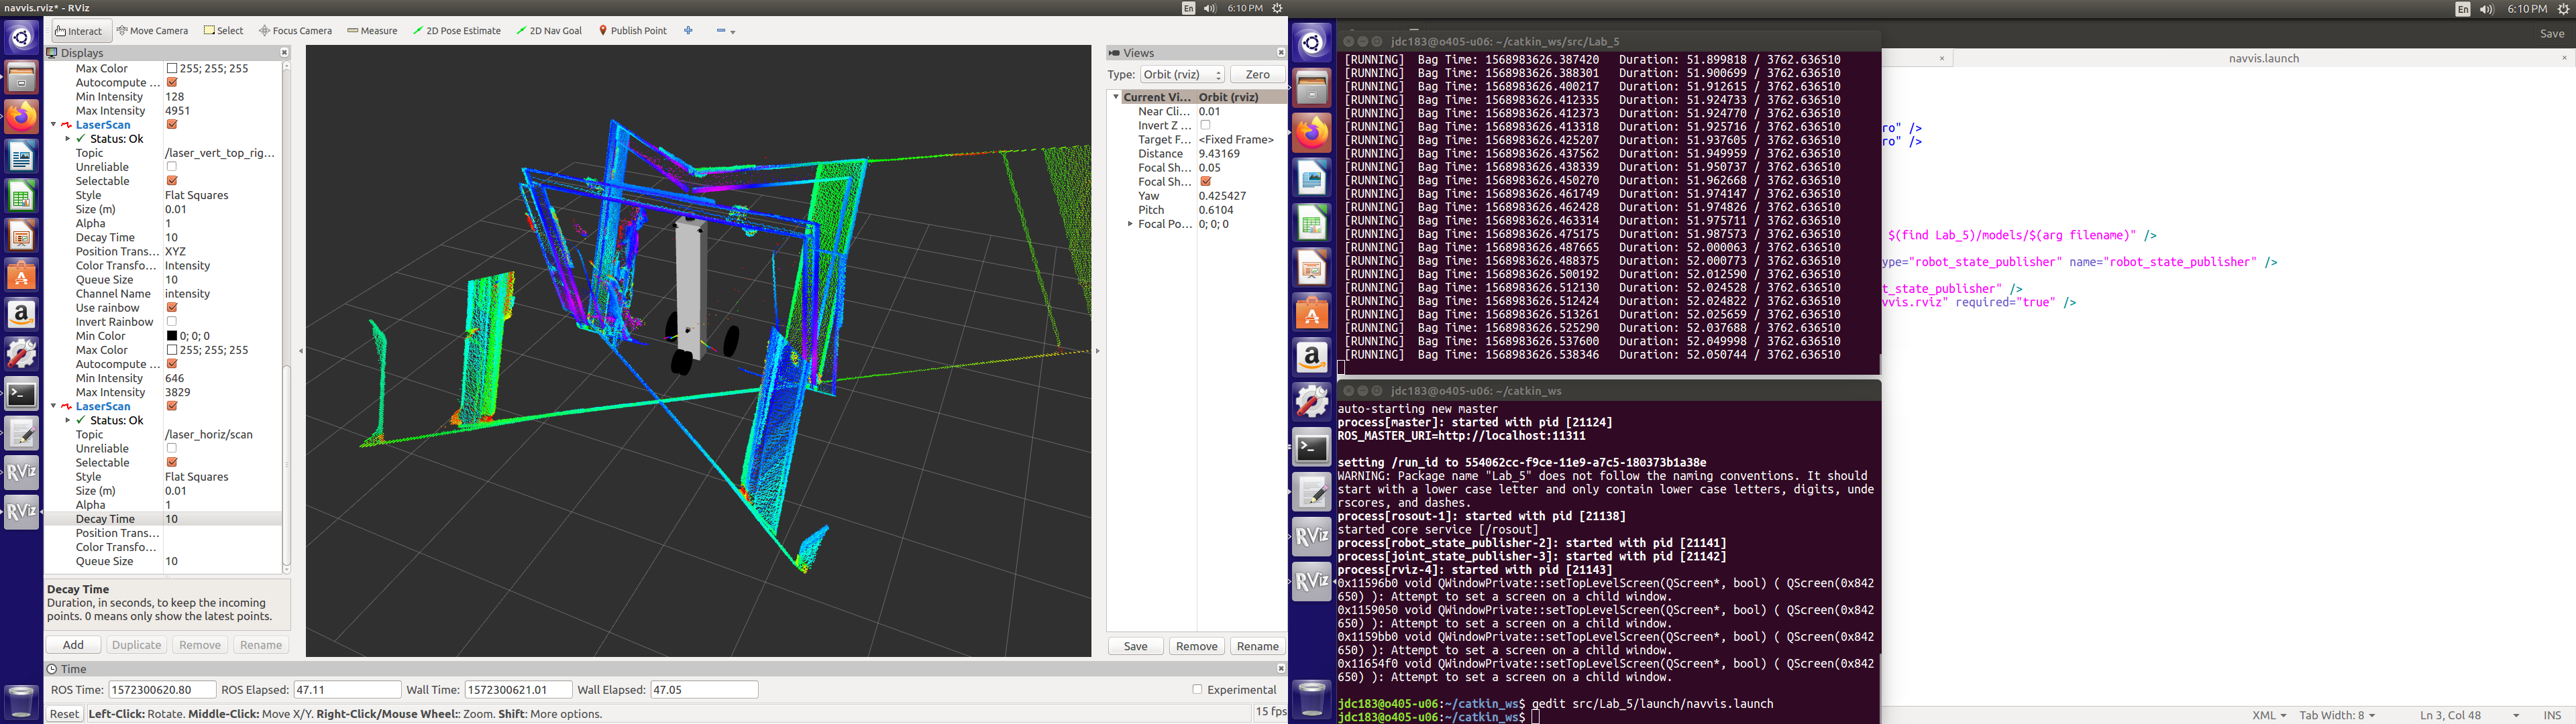 navvis.rviz* - RViz
En 6:10 PM
Interact Move Camera Select Focus Camera Measure 2D Pose Estimate 2D Nav Goal Publish Point
Displays
Max Color 255; 255; 255
Autocompute ...
Min Intensity 128
Max Intensity 4951
LaserScan
Status: Ok
Topic /laser_vert_top_rig...
Unreliable
Selectable
Style Flat Squares
Size (m) 0.01
Alpha 1
Decay Time 10
Position Trans... XYZ
Color Transfo... Intensity
Queue Size 10
Channel Name intensity
Use rainbow
Invert Rainbow
Min Color 0; 0; 0
Max Color 255; 255; 255
Autocompute ...
Min Intensity 646
Max Intensity 3829
LaserScan
Status: Ok
Topic /laser_horiz/scan
Unreliable
Selectable
Style Flat Squares
Size (m) 0.01
Alpha 1
Decay Time 10
Position Trans...
Color Transfo...
Queue Size 10
Decay Time
Duration, in seconds, to keep the incoming
points. 0 means only show the latest points.
Add Duplicate Remove Rename
Views
Type: Orbit (rviz) Zero
Current Vi... Orbit (rviz)
Near Cli... 0.01
Invert Z ...
Target F... <Fixed Frame>
Distance 9.43169
Focal Sh... 0.05
Focal Sh...
Yaw 0.425427
Pitch 0.6104
Focal Po... 0; 0; 0
Save Remove Rename
Time
ROS Time: 1572300620.80 ROS Elapsed: 47.11 Wall Time: 1572300621.01 Wall Elapsed: 47.05 Experimental
Reset Left-Click: Rotate. Middle-Click: Move X/Y. Right-Click/Mouse Wheel:: Zoom. Shift: More options. 15 fps
RViz
RViz
En 6:10 PM
jdc183@o405-u06: ~/catkin_ws/src/Lab_5
[RUNNING] Bag Time: 1568983626.387420 Duration: 51.899818 / 3762.636510
[RUNNING] Bag Time: 1568983626.388301 Duration: 51.900699 / 3762.636510
[RUNNING] Bag Time: 1568983626.400217 Duration: 51.912615 / 3762.636510
[RUNNING] Bag Time: 1568983626.412335 Duration: 51.924733 / 3762.636510
[RUNNING] Bag Time: 1568983626.412373 Duration: 51.924770 / 3762.636510
[RUNNING] Bag Time: 1568983626.413318 Duration: 51.925716 / 3762.636510
[RUNNING] Bag Time: 1568983626.425207 Duration: 51.937605 / 3762.636510
[RUNNING] Bag Time: 1568983626.437562 Duration: 51.949959 / 3762.636510
[RUNNING] Bag Time: 1568983626.438339 Duration: 51.950737 / 3762.636510
[RUNNING] Bag Time: 1568983626.450270 Duration: 51.962668 / 3762.636510
[RUNNING] Bag Time: 1568983626.461749 Duration: 51.974147 / 3762.636510
[RUNNING] Bag Time: 1568983626.462428 Duration: 51.974826 / 3762.636510
[RUNNING] Bag Time: 1568983626.463314 Duration: 51.975711 / 3762.636510
[RUNNING] Bag Time: 1568983626.475175 Duration: 51.987573 / 3762.636510
[RUNNING] Bag Time: 1568983626.487665 Duration: 52.000063 / 3762.636510
[RUNNING] Bag Time: 1568983626.488375 Duration: 52.000773 / 3762.636510
[RUNNING] Bag Time: 1568983626.500192 Duration: 52.012590 / 3762.636510
[RUNNING] Bag Time: 1568983626.512130 Duration: 52.024528 / 3762.636510
[RUNNING] Bag Time: 1568983626.512424 Duration: 52.024822 / 3762.636510
[RUNNING] Bag Time: 1568983626.513261 Duration: 52.025659 / 3762.636510
[RUNNING] Bag Time: 1568983626.525290 Duration: 52.037688 / 3762.636510
[RUNNING] Bag Time: 1568983626.537600 Duration: 52.049998 / 3762.636510
[RUNNING] Bag Time: 1568983626.538346 Duration: 52.050744 / 3762.636510
jdc183@o405-u06: ~/catkin_ws
auto-starting new master
process[master]: started with pid [21124]
ROS_MASTER_URI=http://localhost:11311
setting /run_id to 554062cc-f9ce-11e9-a7c5-180373b1a38e
WARNING: Package name "Lab_5" does not follow the naming conventions. It should
start with a lower case letter and only contain lower case letters, digits, unde
rscores, and dashes.
process[rosout-1]: started with pid [21138]
started core service [/rosout]
process[robot_state_publisher-2]: started with pid [21141]
process[joint_state_publisher-3]: started with pid [21142]
process[rviz-4]: started with pid [21143]
0x11596b0 void QWindowPrivate::setTopLevelScreen(QScreen*, bool) ( QScreen(0x842
650) ): Attempt to set a screen on a child window.
0x1159050 void QWindowPrivate::setTopLevelScreen(QScreen*, bool) ( QScreen(0x842
650) ): Attempt to set a screen on a child window.
0x1159bb0 void QWindowPrivate::setTopLevelScreen(QScreen*, bool) ( QScreen(0x842
650) ): Attempt to set a screen on a child window.
0x11654f0 void QWindowPrivate::setTopLevelScreen(QScreen*, bool) ( QScreen(0x842
650) ): Attempt to set a screen on a child window.
jdc183@o405-u06:~/catkin_ws$ gedit src/Lab_5/launch/navvis.launch
jdc183@o405-u06:~/catkin_ws$
Save
navvis.launch
ro" />
ro" />
$(find Lab_5)/models/$(arg filename)" />
ype="robot_state_publisher" name="robot_state_publisher" />
t_state_publisher" />
vvis.rviz" required="true" />
XML Tab Width: 8 Ln 3, Col 48 INS
RViz
RViz